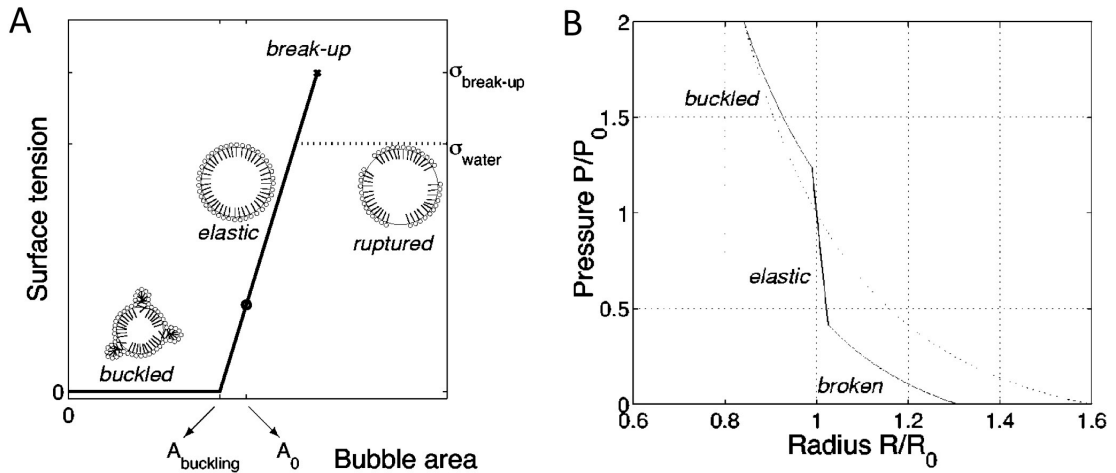 A
break-up
σbreak-up
σwater
elastic
ruptured
buckled
Surface tension
0
0
Abuckling
A0
Bubble area
B
2
1.5
1
0.5
0
buckled
elastic
broken
Pressure P/P0
0.6
0.8
1
1.2
1.4
1.6
Radius R/R0